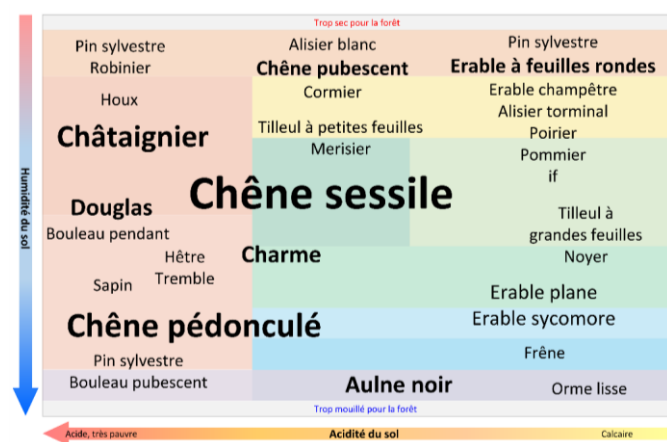 Trop sec pour la forêt
Pin sylvestre
Alisier blanc
Pin sylvestre
Robinier
Chêne pubescent
Erable à feuilles rondes
Houx
Cormier
Erable champêtre
Alisier torminal
Châtaignier
Tilleul à petites feuilles
Poirier
Merisier
Pommier
if
Chêne sessile
Douglas
Tilleul à
grandes feuilles
Bouleau pendant
Hêtre
Charme
Noyer
Sapin
Tremble
Erable plane
Chêne pédonculé
Erable sycomore
Pin sylvestre
Frêne
Bouleau pubescent
Aulne noir
Orme lisse
Trop mouillé pour la forêt
Humidité du sol
Acide, très pauvre
Acidité du sol
Calcaire